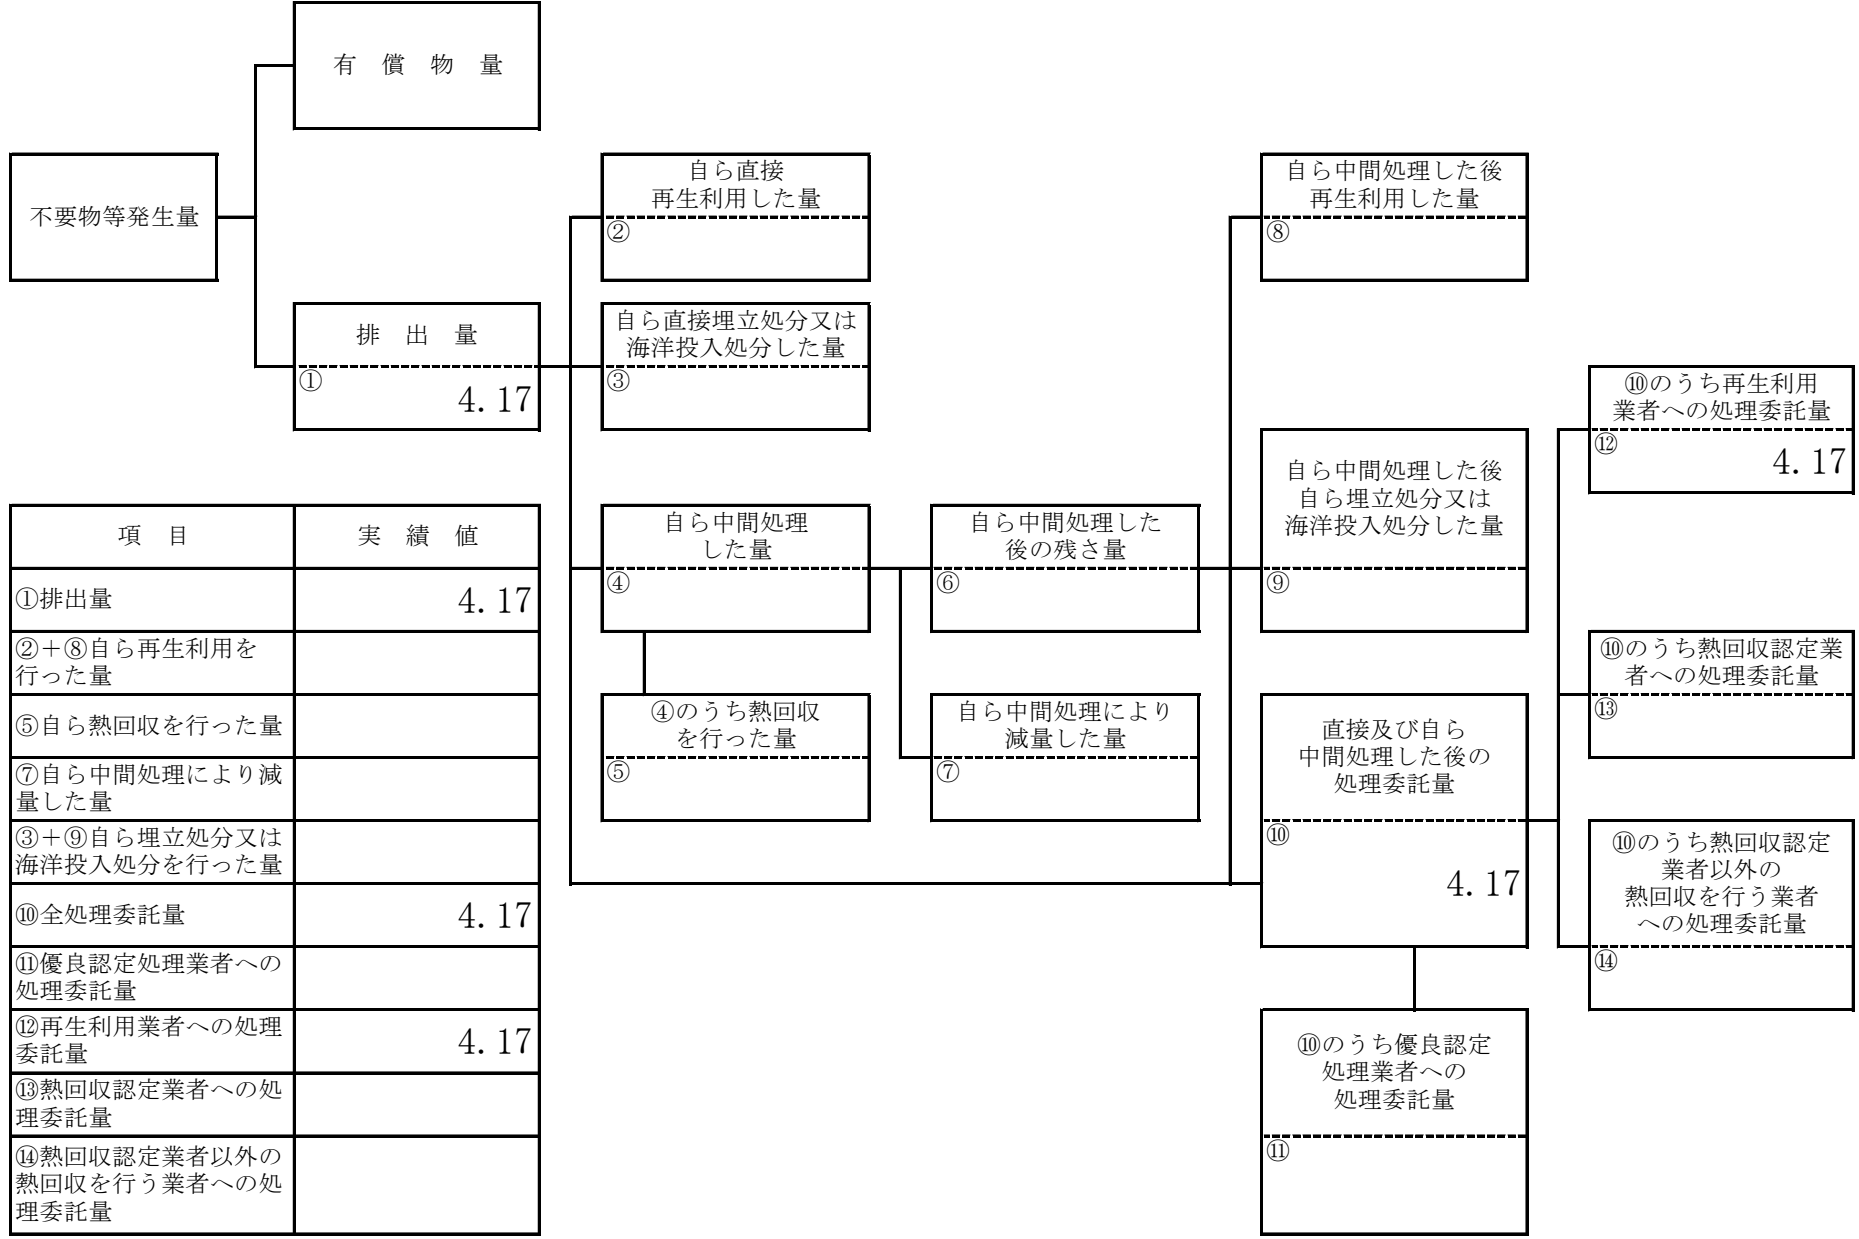 有　償　物　量
不要物等発生量
排　出　量
①
4.17
自ら直接
再生利用した量
②
自ら直接埋立処分又は
海洋投入処分した量
③
自ら中間処理
した量
④
④のうち熱回収
を行った量
⑤
自ら中間処理した
後の残さ量
⑥
自ら中間処理により
減量した量
⑦
自ら中間処理した後
再生利用した量
⑧
自ら中間処理した後
自ら埋立処分又は
海洋投入処分した量
⑨
直接及び自ら
中間処理した後の
処理委託量
⑩
4.17
⑩のうち優良認定
処理業者への
処理委託量
⑪
⑩のうち再生利用
業者への処理委託量
⑫
4.17
⑩のうち熱回収認定業
者への処理委託量
⑬
⑩のうち熱回収認定
業者以外の
熱回収を行う業者
への処理委託量
⑭
項　目　実　績　値
①排出量　4.17
②＋⑧自ら再生利用を
行った量
⑤自ら熱回収を行った量
⑦自ら中間処理により減
量した量
③＋⑨自ら埋立処分又は
海洋投入処分を行った量
⑩全処理委託量　4.17
⑪優良認定処理業者への
処理委託量
⑫再生利用業者への処理
委託量　4.17
⑬熱回収認定業者への処
理委託量
⑭熱回収認定業者以外の
熱回収を行う業者への処
理委託量